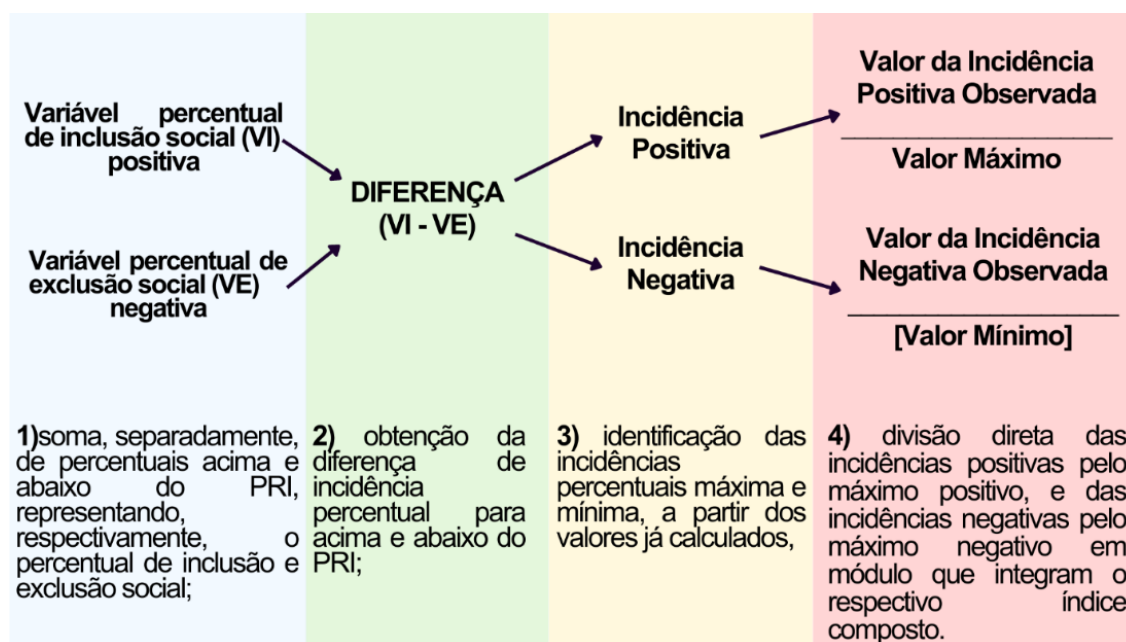 Variável percentual
de inclusão social (VI)
positiva
Variável percentual de
exclusão social (VE)
negativa
DIFERENÇA
(VI - VE)
Incidência
Positiva
Incidência
Negativa
Valor da Incidência
Positiva Observada
Valor Máximo
Valor da Incidência
Negativa Observada
[Valor Mínimo]
1)soma, separadamente,
de percentuais acima e
abaixo do PRI,
representando,
respectivamente, o
percentual de inclusão e
exclusão social;
2) obtenção da
diferença de
incidência
percentual para
acima e abaixo do
PRI;
3) identificação das
incidências
percentuais máxima e
mínima, a partir dos
valores já calculados,
4) divisão direta das
incidências positivas pelo
máximo positivo, e das
incidências negativas pelo
máximo negativo em
módulo que integram o
respectivo índice
composto.